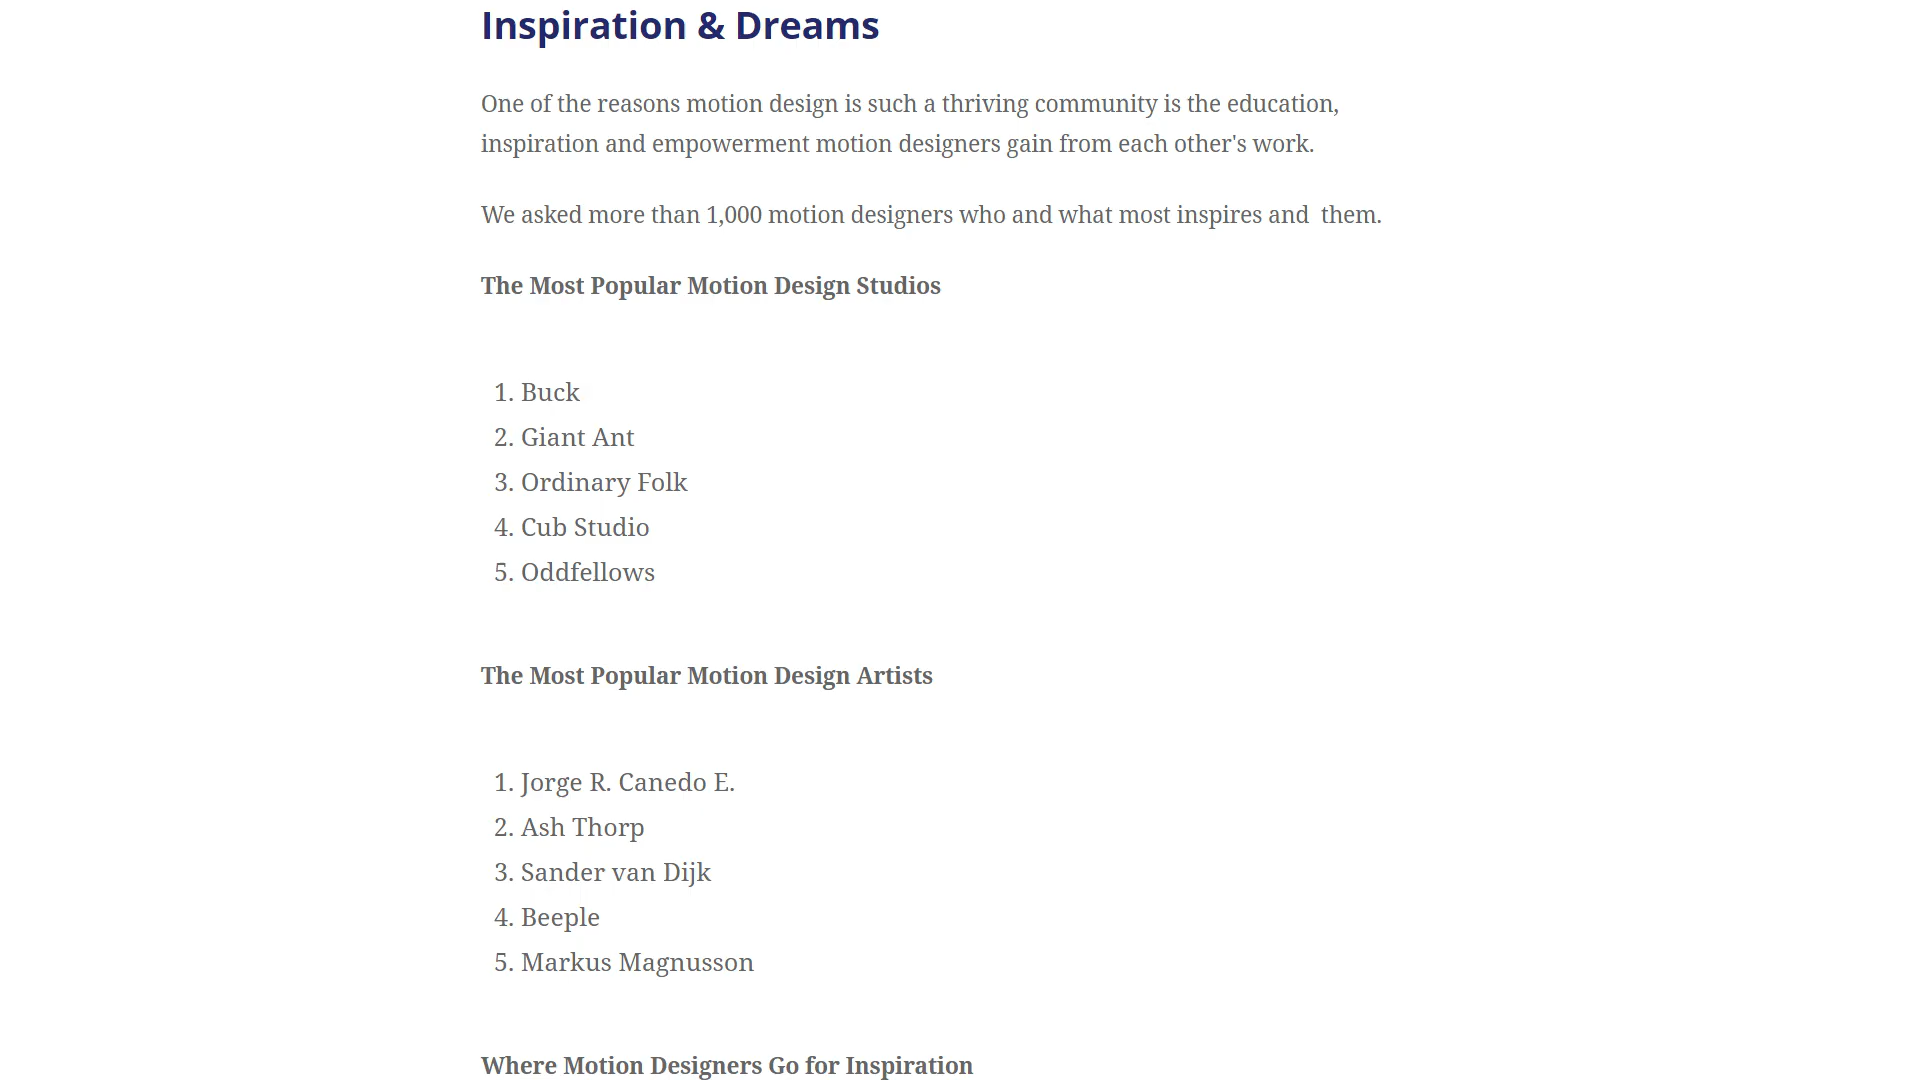 Inspiration & Dreams
One of the reasons motion design is such a thriving community is the education,
inspiration and empowerment motion designers gain from each other's work.
We asked more than 1,000 motion designers who and what most inspires and  them.
The Most Popular Motion Design Studios
1. Buck
2. Giant Ant
3. Ordinary Folk
4. Cub Studio
5. Oddfellows
The Most Popular Motion Design Artists
1. Jorge R. Canedo E.
2. Ash Thorp
3. Sander van Dijk
4. Beeple
5. Markus Magnusson
Where Motion Designers Go for Inspiration